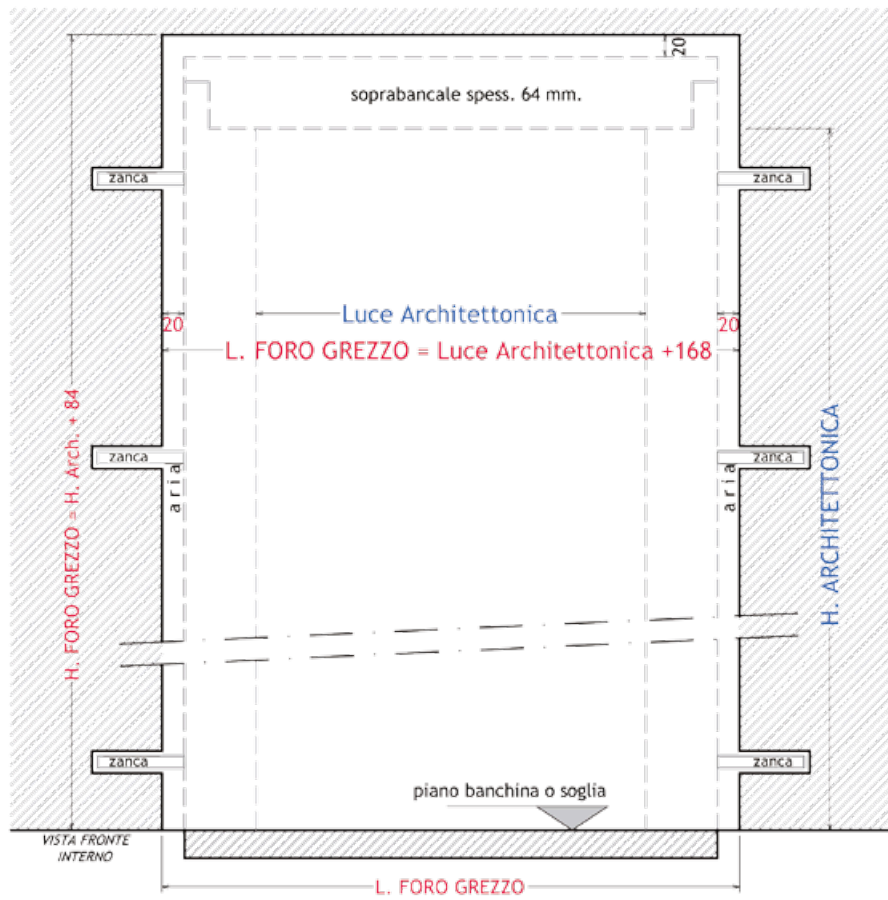 20
soprabancale spess. 64 mm.
zanca
zanca
Luce Architettonica
20
20
L. FORO GREZZO = Luce Architettonica +168
H. FORO GREZZO = H. Arch. + 84
H. ARCHITETTONICA
zanca
zanca
aria
aria
zanca
zanca
piano banchina o soglia
VISTA FRONTE
INTERNO
L. FORO GREZZO